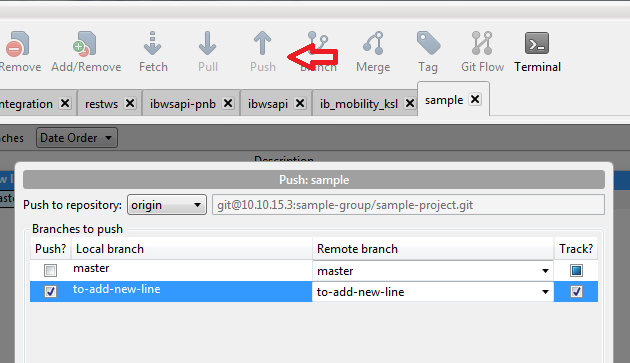 Remove Add/Remove Fetch Pull Push Branch Merge Tag Git Flow Terminal
ntegration restws ibwsapi-pnb ibwsapi ib_mobility_ksl sample
nches Date Order
Description
Push: sample
Push to repository: origin git@10.10.15.3:sample-group/sample-project.git
Branches to push
Push? Local branch Remote branch Track?
master master
to-add-new-line to-add-new-line